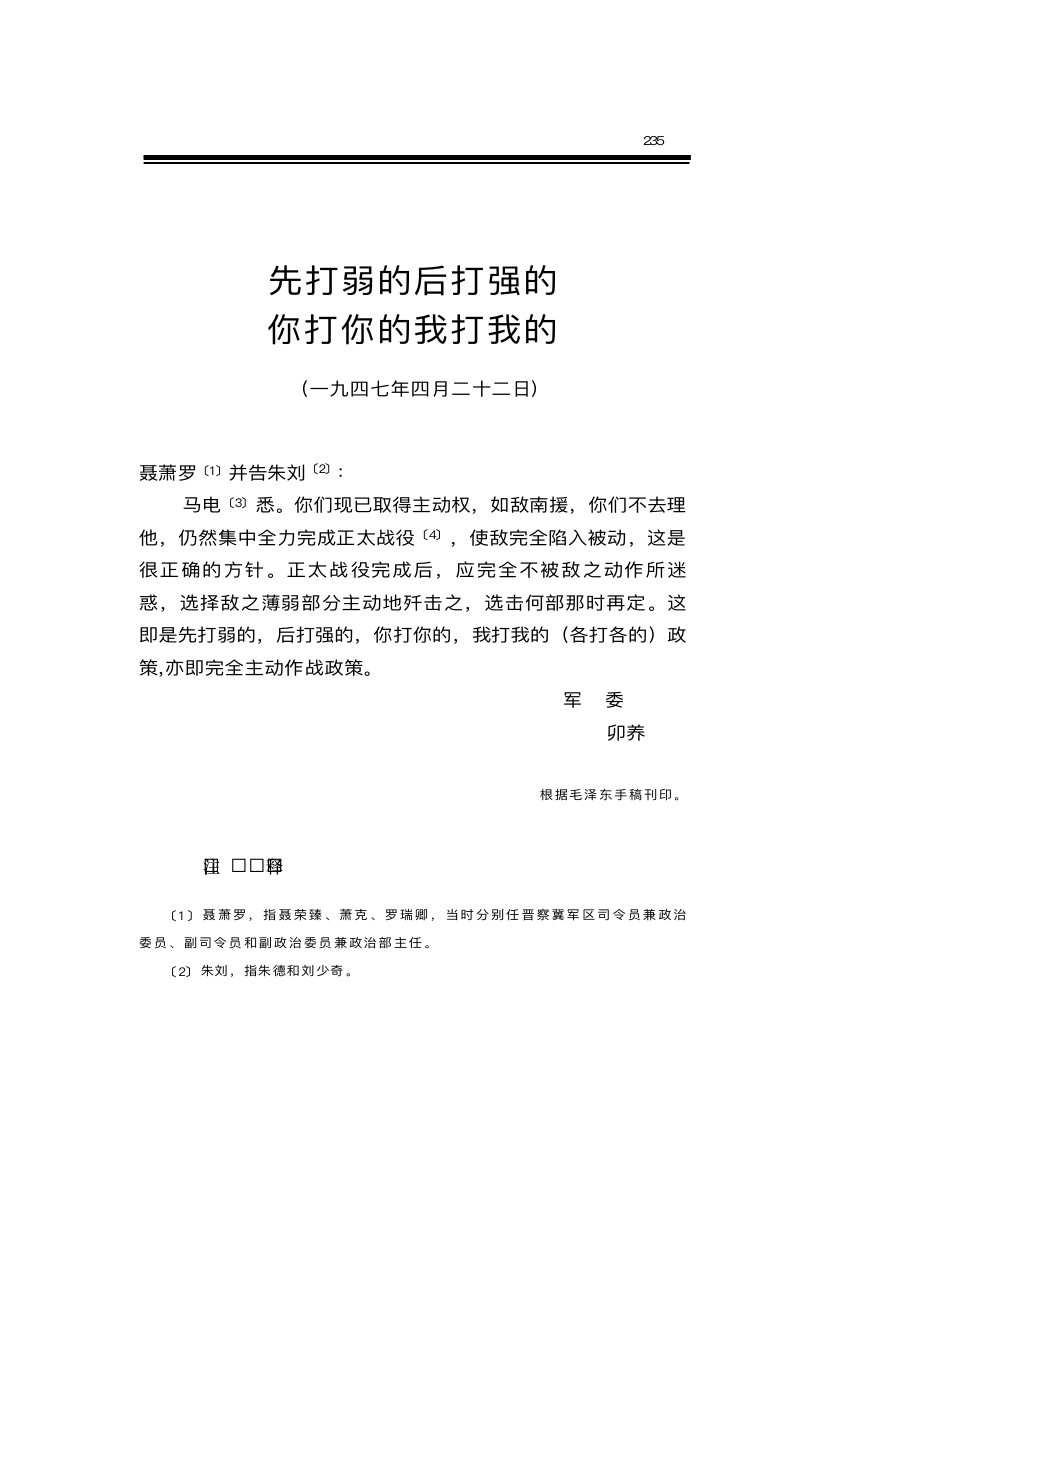 235
先打弱的后打强的
你打你的我打我的
（一九四七年四月二十二日）
聂萧罗〔1〕并告朱刘〔2〕：
马电〔3〕悉。你们现已取得主动权，如敌南援，你们不去理
他，仍然集中全力完成正太战役〔4〕，使敌完全陷入被动，这是
很正确的方针。正太战役完成后，应完全不被敌之动作所迷
惑，选择敌之薄弱部分主动地歼击之，选击何部那时再定。这
即是先打弱的，后打强的，你打你的，我打我的（各打各的）政
策,亦即完全主动作战政策。
军　委
卯养
根据毛泽东手稿刊印。
注 □□释
〔1〕聂萧罗，指聂荣臻、萧克、罗瑞卿，当时分别任晋察冀军区司令员兼政治
委员、副司令员和副政治委员兼政治部主任。
〔2〕朱刘，指朱德和刘少奇。